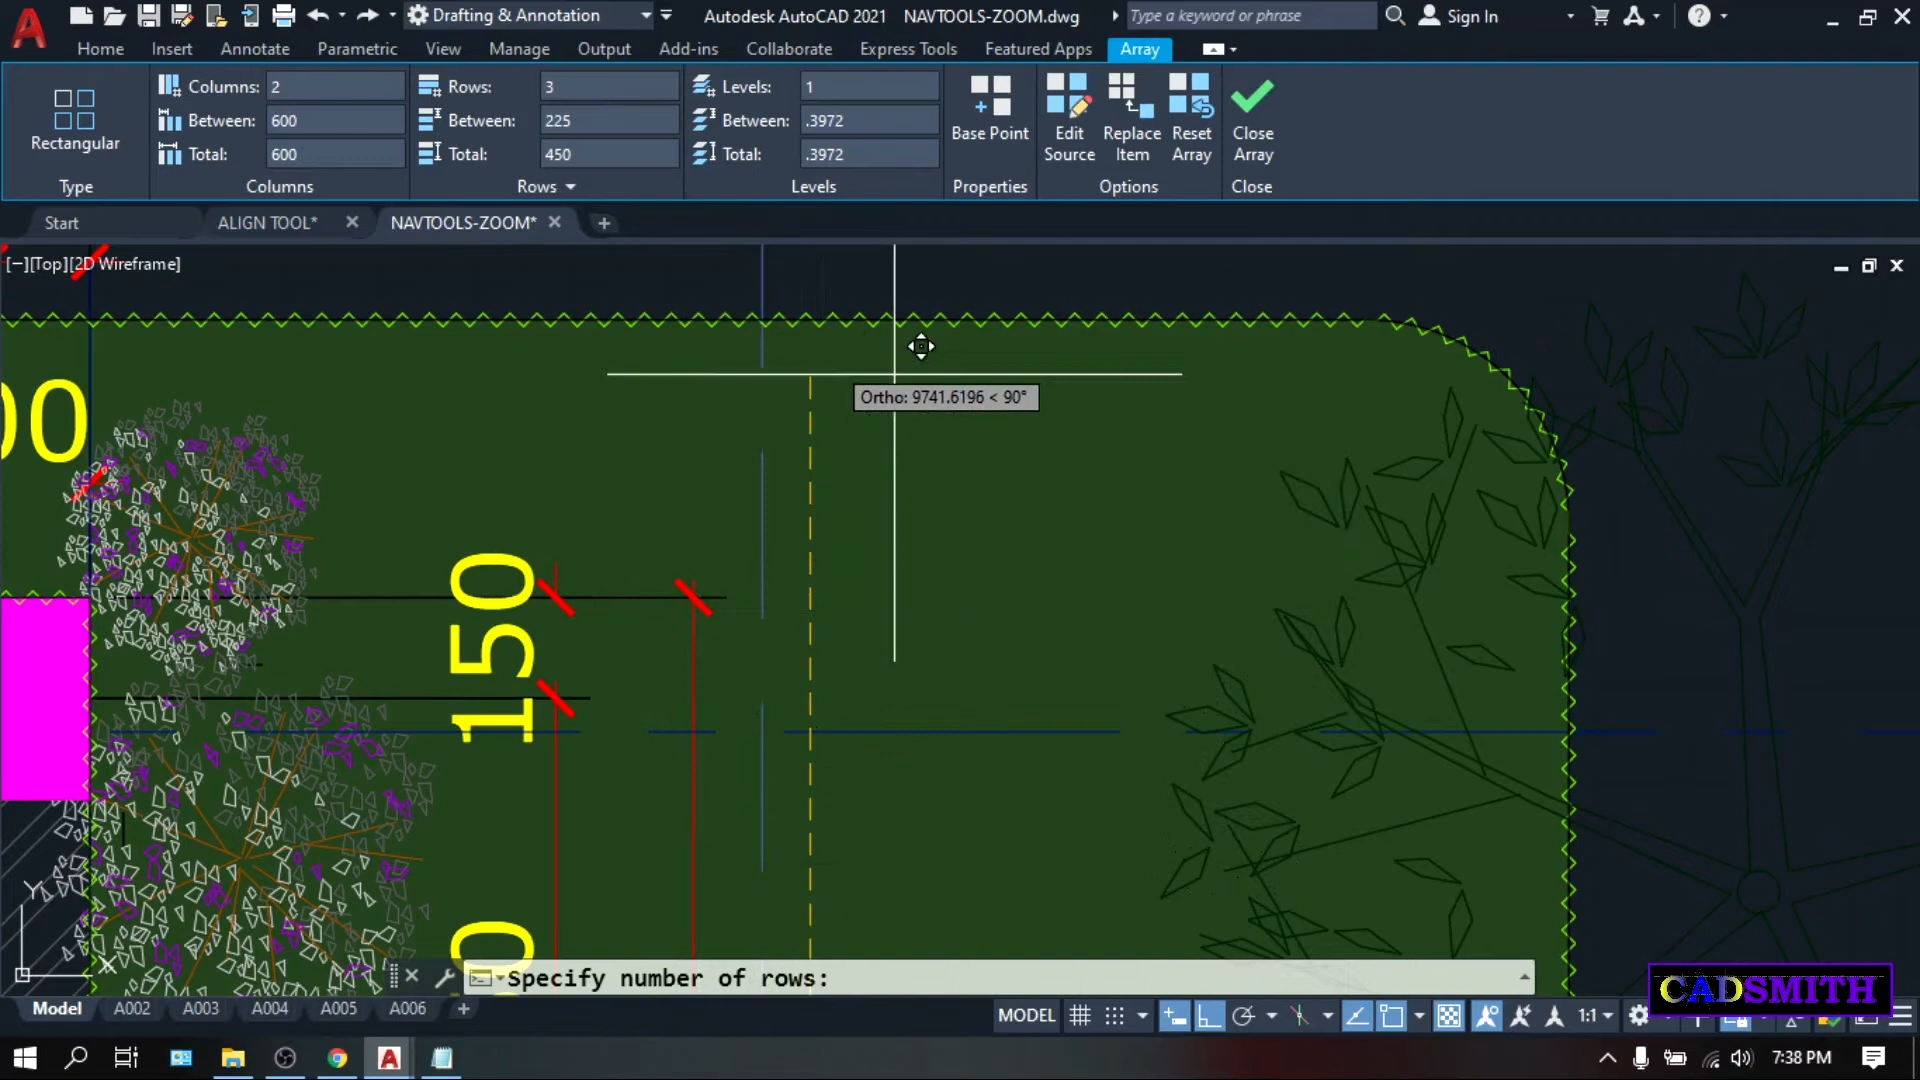 Drafting & Annotation
Autodesk AutoCAD 2021 NAVTOOLS-ZOOM.dwg
Type a keyword or phrase
Sign In
Home Insert Annotate Parametric View Manage Output Add-ins Collaborate Express Tools Featured Apps Array
Columns: 2 Rows: 3 Levels: 1
Between: 600 Between: 225 Between: .3972
Total: 600 Total: 450 Total: .3972
Rectangular
Base Point
Edit Source
Replace Item
Reset Array
Close Array
Type Columns Rows Levels Properties Options Close
Start ALIGN TOOL* NAVTOOLS-ZOOM*
[−][Top][2D Wireframe]
Ortho: 9741.6196 < 90°
00
150
0
Y
X
Specify number of rows:
CADSMITH
Model A002 A003 A004 A005 A006 +
MODEL 1:1
7:38 PM